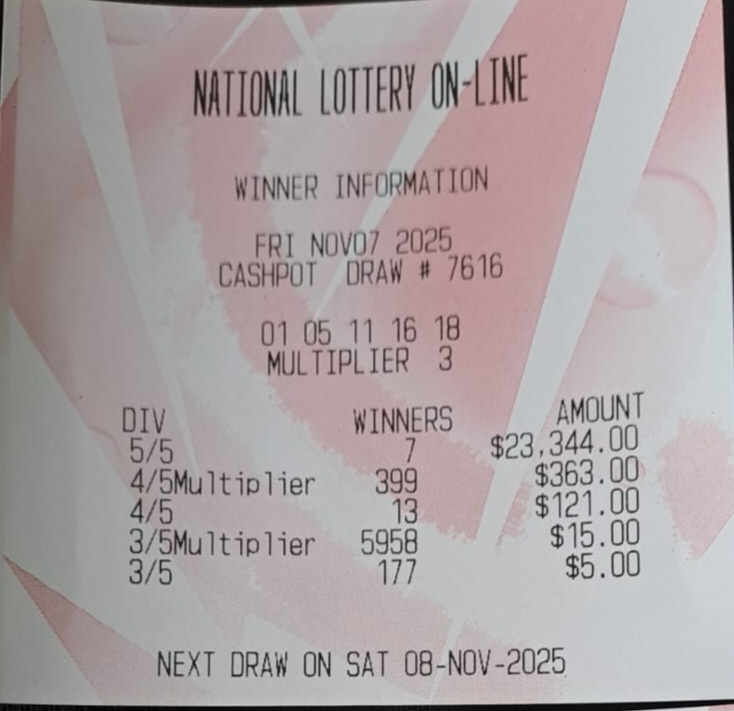 NATIONAL LOTTERY ON-LINE
WINNER INFORMATION
FRI NOV07 2025
CASHPOT DRAW # 7616
01 05 11 16 18
MULTIPLIER 3
DIV WINNERS AMOUNT
5/5 7 $23,344.00
4/5Multiplier 399 $363.00
4/5 13 $121.00
3/5Multiplier 5958 $15.00
3/5 177 $5.00
NEXT DRAW ON SAT 08-NOV-2025